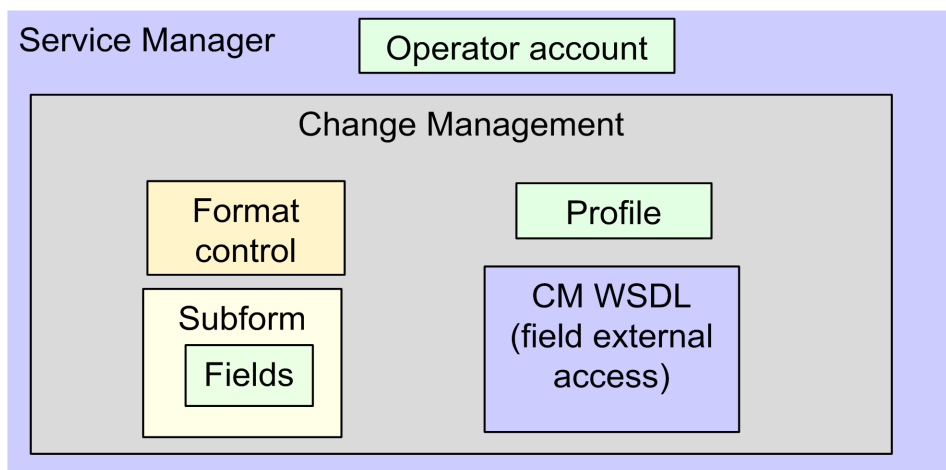 Service Manager
Operator account
Change Management
Format
control
Profile
Subform
Fields
CM WSDL
(field external
access)